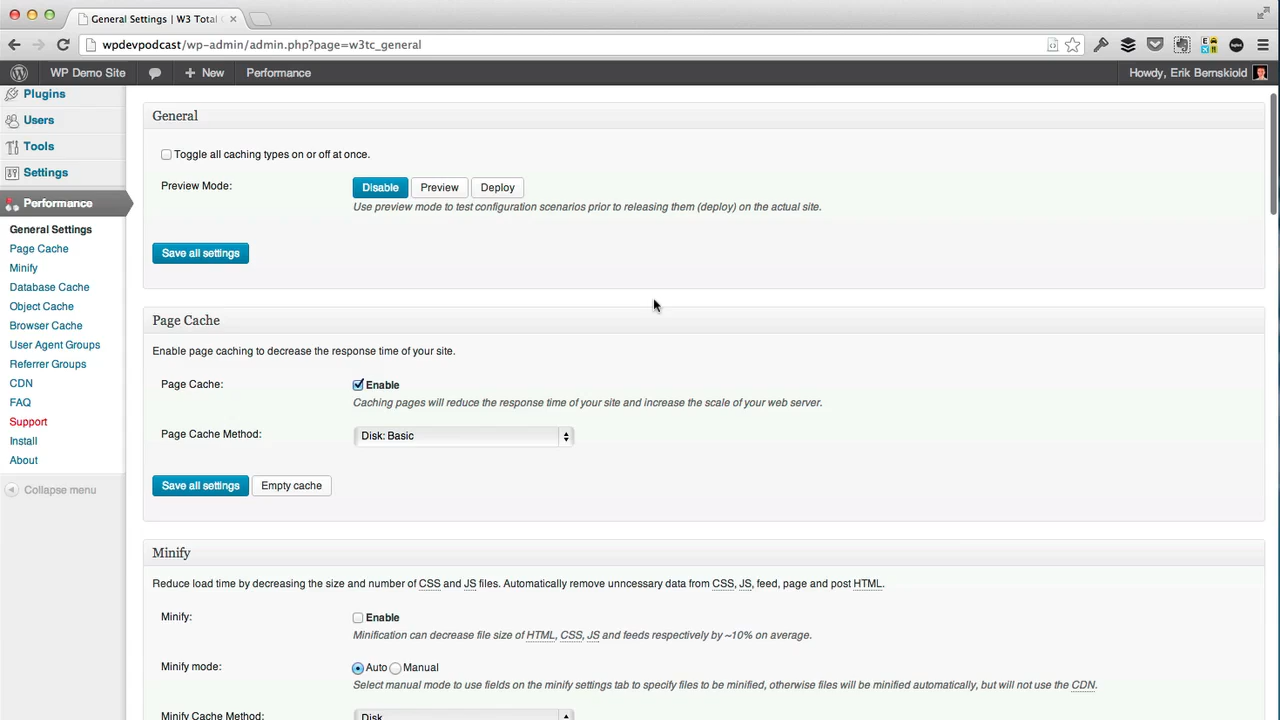 General Settings | W3 Total
wpdevpodcast/wp-admin/admin.php?page=w3tc_general
WP Demo Site
New
Performance
Howdy, Erik Bernskiold
Plugins
Users
Tools
Settings
Performance
General Settings
Page Cache
Minify
Database Cache
Object Cache
Browser Cache
User Agent Groups
Referrer Groups
CDN
FAQ
Support
Install
About
Collapse menu
General
Toggle all caching types on or off at once.
Preview Mode:
Disable
Preview
Deploy
Use preview mode to test configuration scenarios prior to releasing them (deploy) on the actual site.
Save all settings
Page Cache
Enable page caching to decrease the response time of your site.
Page Cache:
Enable
Caching pages will reduce the response time of your site and increase the scale of your web server.
Page Cache Method:
Disk: Basic
Save all settings
Empty cache
Minify
Reduce load time by decreasing the size and number of CSS and JS files. Automatically remove unncessary data from CSS, JS, feed, page and post HTML.
Minify:
Enable
Minification can decrease file size of HTML, CSS, JS and feeds respectively by ~10% on average.
Minify mode:
Auto
Manual
Select manual mode to use fields on the minify settings tab to specify files to be minified, otherwise files will be minified automatically, but will not use the CDN.
Minify Cache Method:
Disk